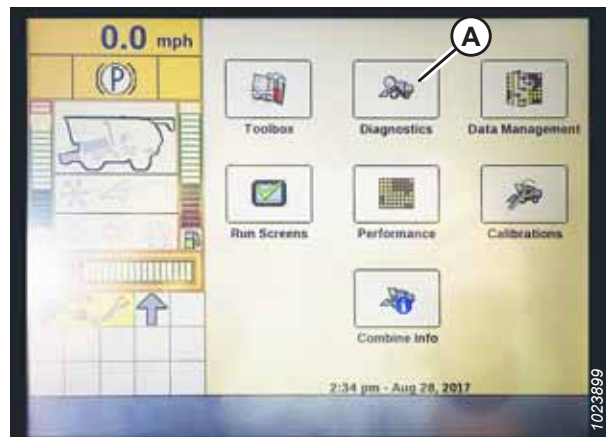 0.0 mph
A
(P)
Toolbox
Diagnostics
Data Management
Run Screens
Performance
Calibrations
Combine Info
2:34 pm - Aug 28, 2017
1023899